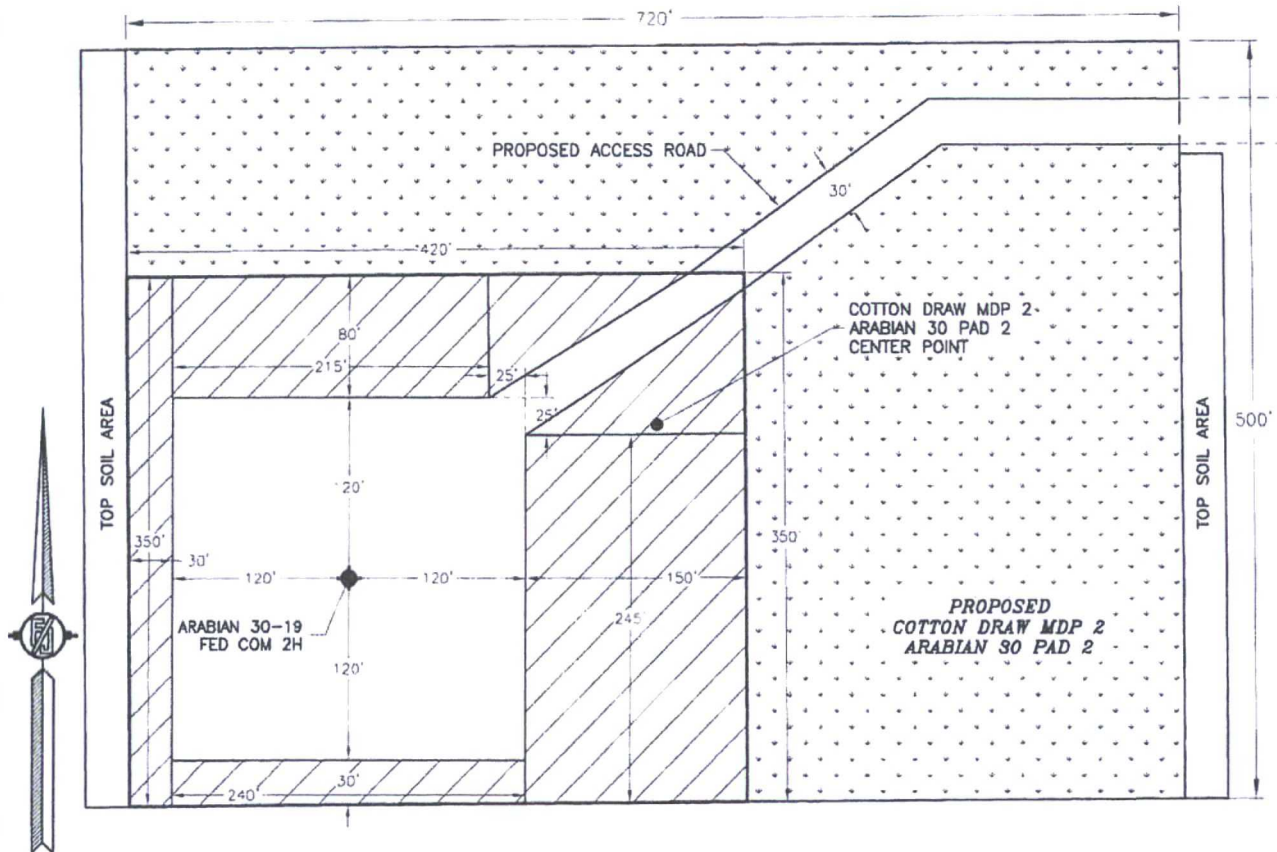 720'
PROPOSED ACCESS ROAD
30'
420'
COTTON DRAW MDP 2
ARABIAN 30 PAD 2
CENTER POINT
80'
215'
25'
25'
500'
TOP SOIL AREA
TOP SOIL AREA
120'
350'
350'
30'
120'
120'
150'
245'
ARABIAN 30-19
FED COM 2H
120'
PROPOSED
COTTON DRAW MDP 2
ARABIAN 30 PAD 2
30'
240'